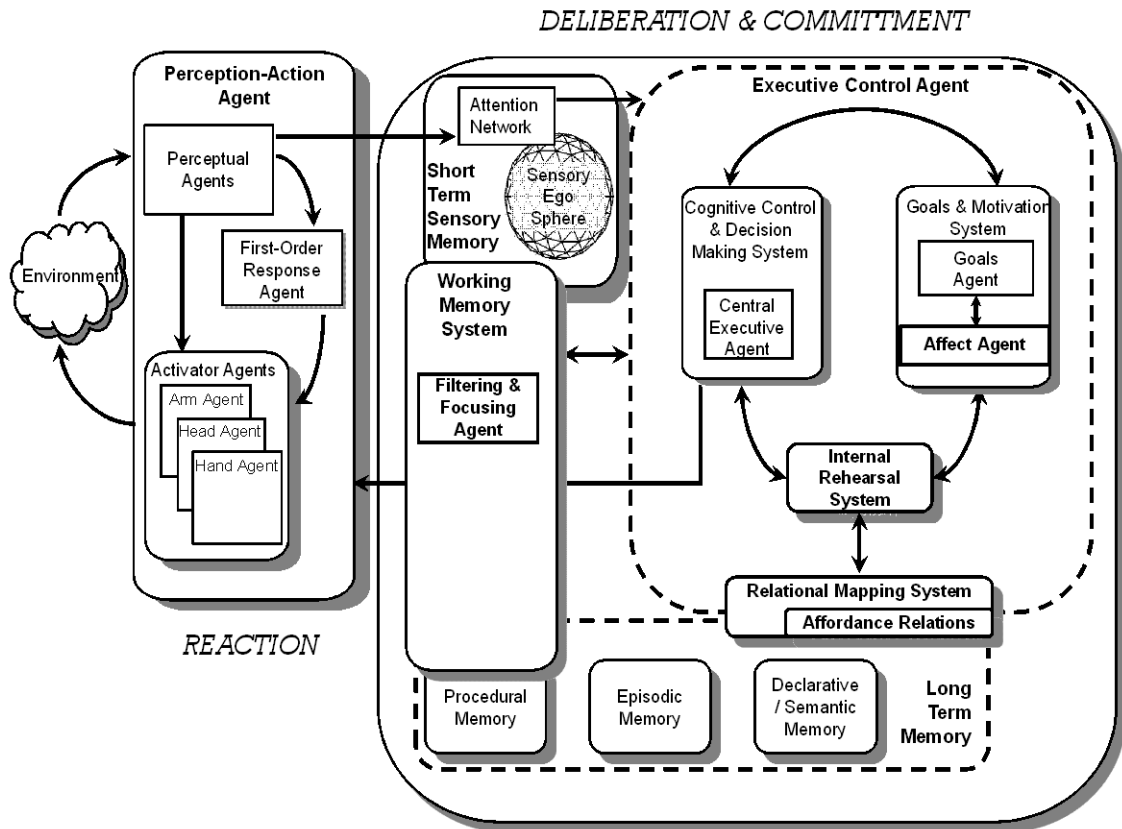 DELIBERATION & COMMITTMENT
Perception-Action
Agent
Perceptual
Agents
First-Order
Response
Agent
Environment
Activator Agents
Arm Agent
Head Agent
Hand Agent
REACTION
Attention
Network
Short
Term
Sensory
Memory
Sensory
Ego
Sphere
Working
Memory
System
Filtering &
Focusing
Agent
Executive Control Agent
Cognitive Control
& Decision
Making System
Central
Executive
Agent
Goals & Motivation
System
Goals
Agent
Affect Agent
Internal
Rehearsal
System
Relational Mapping System
Affordance Relations
Procedural
Memory
Episodic
Memory
Declarative
/ Semantic
Memory
Long
Term
Memory